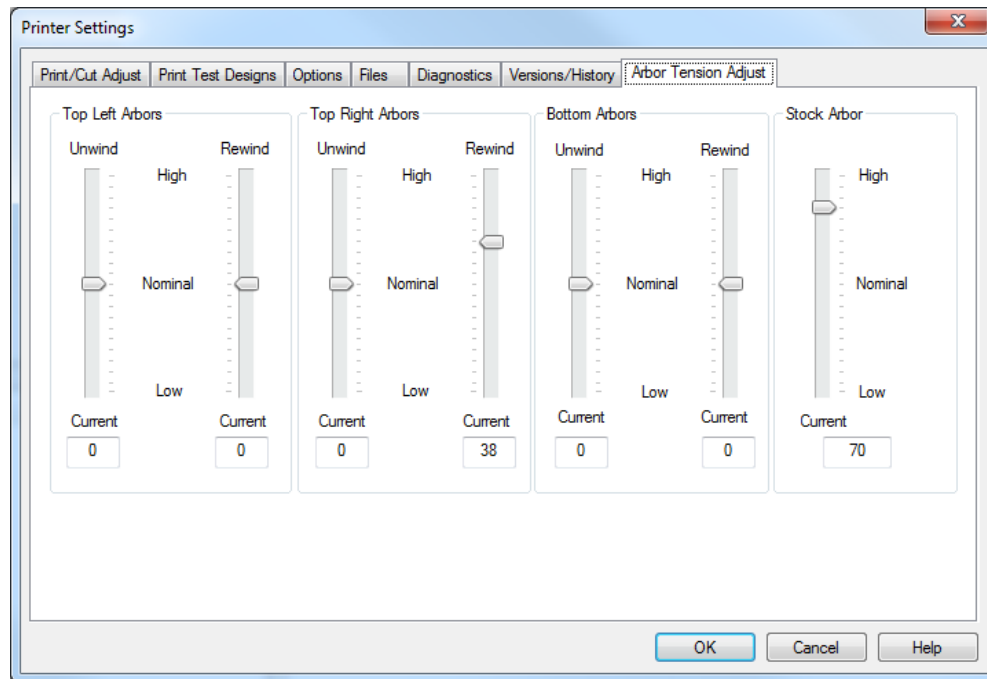 Printer Settings
Print/Cut Adjust Print Test Designs Options Files Diagnostics Versions/History Arbor Tension Adjust
Top Left Arbors Top Right Arbors Bottom Arbors Stock Arbor
Unwind Rewind Unwind Rewind Unwind Rewind
High High High High
Nominal Nominal Nominal Nominal
Low Low Low Low
Current Current Current Current Current Current Current
0 0 0 38 0 0 70
OK Cancel Help